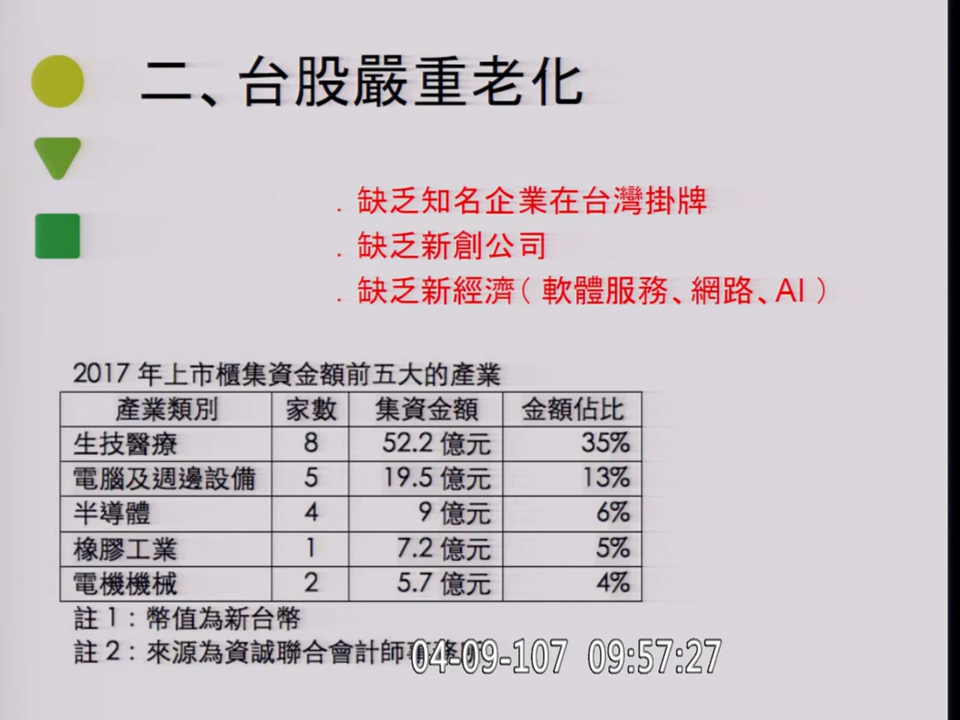 二、台股嚴重老化
. 缺乏知名企業在台灣掛牌
. 缺乏新創公司
. 缺乏新經濟（軟體服務、網路、AI）
2017 年上市櫃集資金額前五大的產業
產業類別 家數 集資金額 金額佔比
生技醫療 8 52.2 億元 35%
電腦及週邊設備 5 19.5 億元 13%
半導體 4 9 億元 6%
橡膠工業 1 7.2 億元 5%
電機機械 2 5.7 億元 4%
註 1：幣值為新台幣
註 2：來源為資誠聯合會計師
04-09-107 09:57:27